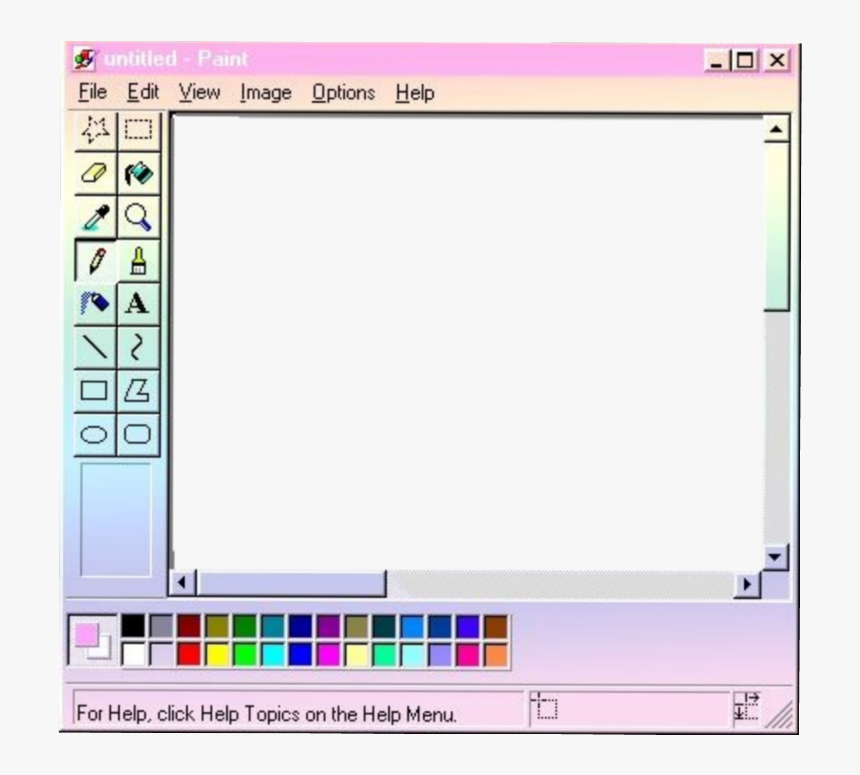 untitled - Paint
File Edit View Image Options Help
A
For Help, click Help Topics on the Help Menu.